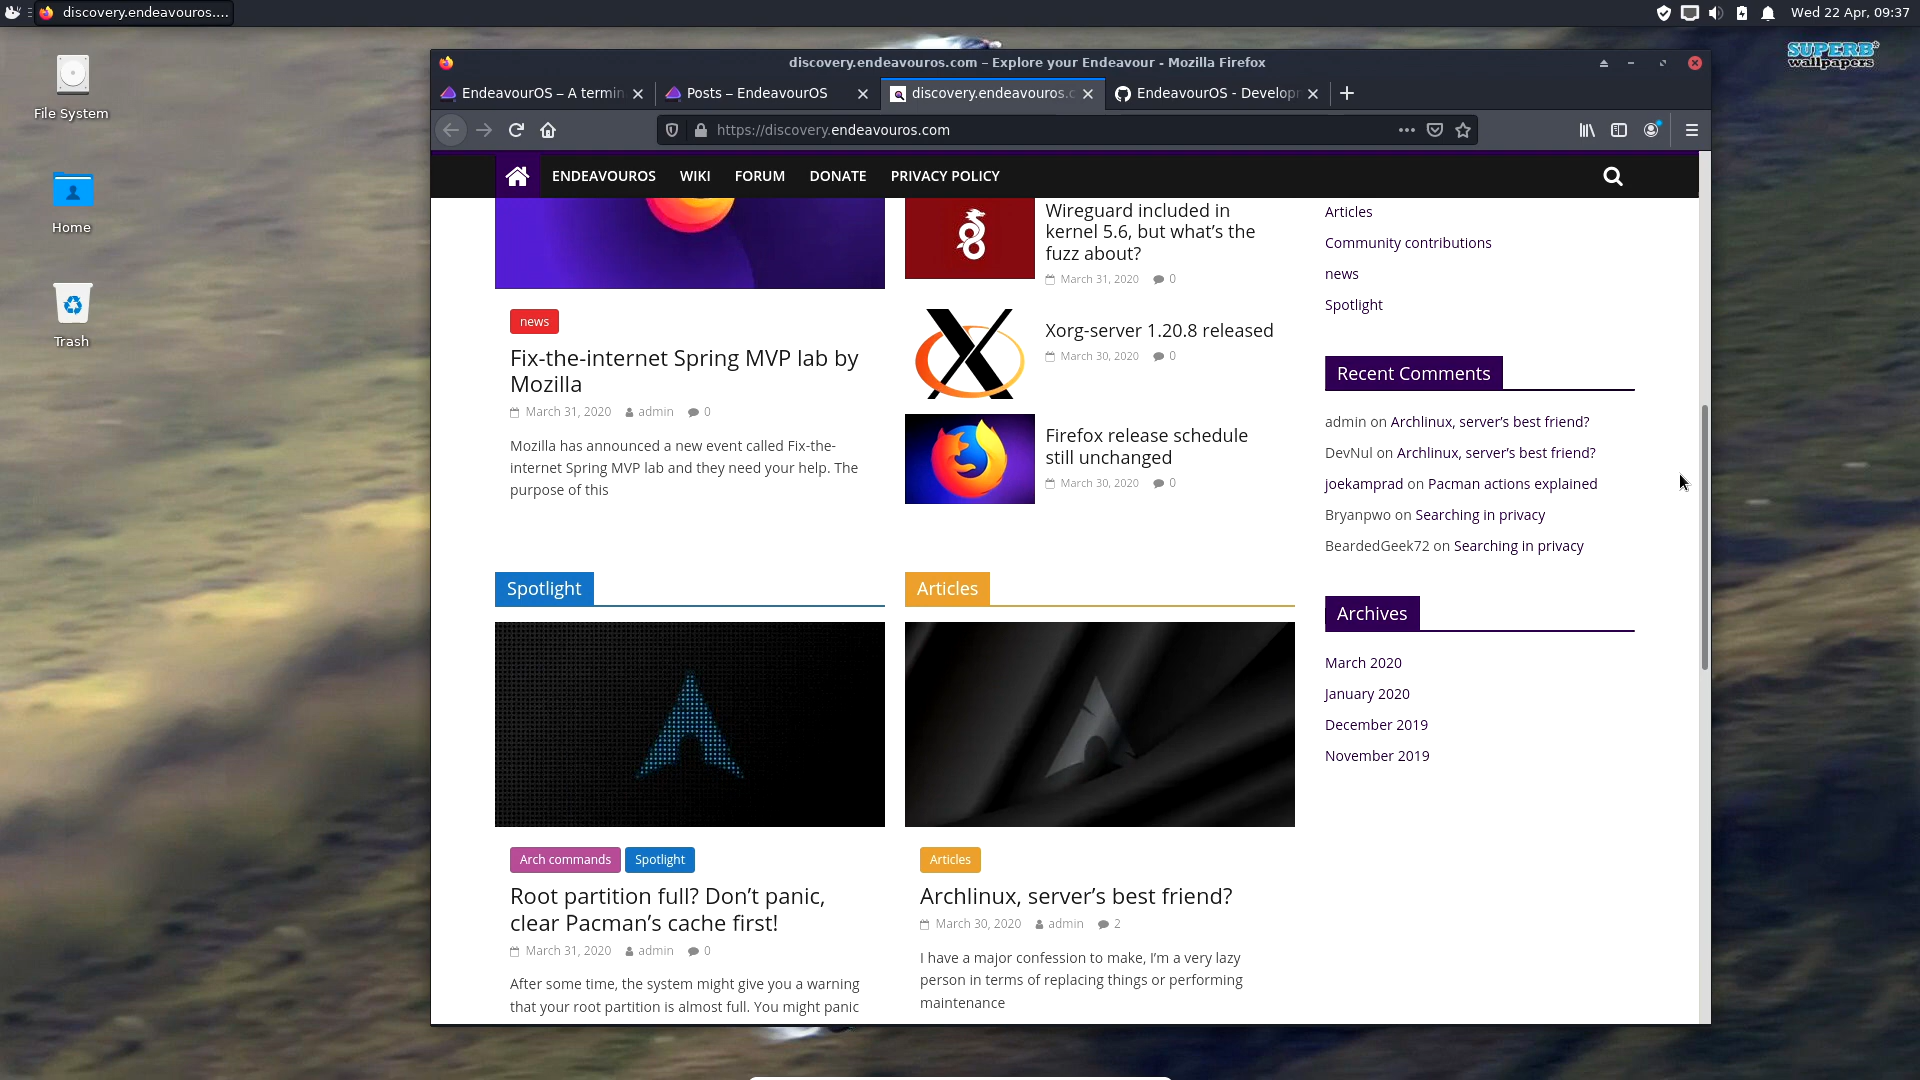 discovery.endeavouros....
Wed 22 Apr, 09:37
File System
Home
Trash
SUPERB
wallpapers
discovery.endeavouros.com – Explore your Endeavour - Mozilla Firefox
EndeavourOS – A termin
Posts – EndeavourOS
discovery.endeavouros.c
EndeavourOS - Develop
https://discovery.endeavouros.com
ENDEAVOUROS
WIKI
FORUM
DONATE
PRIVACY POLICY
news
Fix-the-internet Spring MVP lab by
Mozilla
March 31, 2020 admin 0
Mozilla has announced a new event called Fix-the-
internet Spring MVP lab and they need your help. The
purpose of this
Wireguard included in
kernel 5.6, but what's the
fuzz about?
March 31, 2020 0
Xorg-server 1.20.8 released
March 30, 2020 0
Firefox release schedule
still unchanged
March 30, 2020 0
Articles
Community contributions
news
Spotlight
Recent Comments
admin on Archlinux, server's best friend?
DevNul on Archlinux, server's best friend?
joekamprad on Pacman actions explained
Bryanpwo on Searching in privacy
BeardedGeek72 on Searching in privacy
Archives
March 2020
January 2020
December 2019
November 2019
Spotlight
Arch commands
Spotlight
Root partition full? Don't panic,
clear Pacman's cache first!
March 31, 2020 admin 0
After some time, the system might give you a warning
that your root partition is almost full. You might panic
Articles
Articles
Archlinux, server's best friend?
March 30, 2020 admin 2
I have a major confession to make, I'm a very lazy
person in terms of replacing things or performing
maintenance